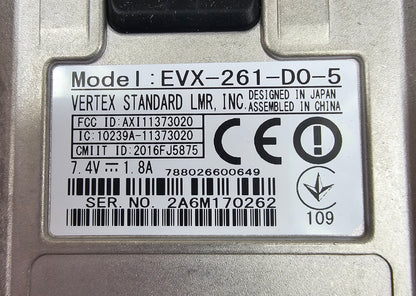 Model : EVX-261-D0-5
VERTEX STANDARD LMR, INC.
DESIGNED IN JAPAN
ASSEMBLED IN CHINA
FCC ID: AXI11373020
IC: 10239A-11373020
CMIIT ID: 2016FJ5875
7.4V ⎓ 1.8A
788026600649
CE
SER. NO. 2A6M170262
109